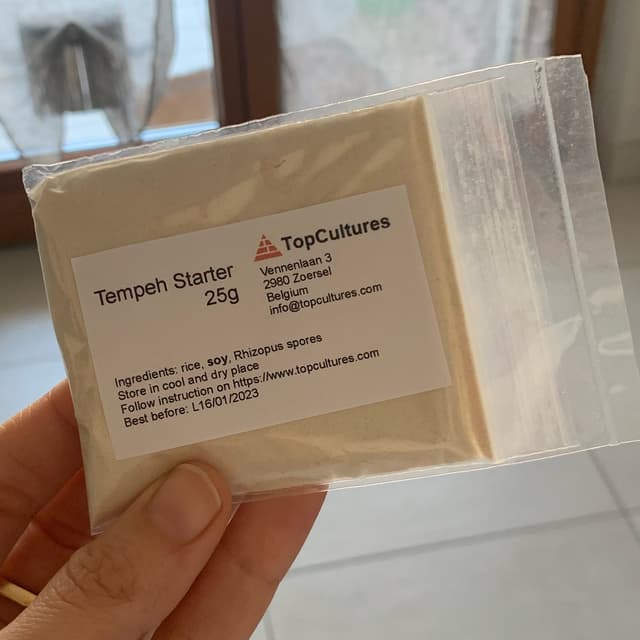 Tempeh Starter
25g
TopCultures
Vennenlaan 3
2980 Zoersel
Belgium
info@topcultures.com
Ingredients: rice, soy, Rhizopus spores
Store in cool and dry place
Follow instruction on https://www.topcultures.com
Best before: L16/01/2023